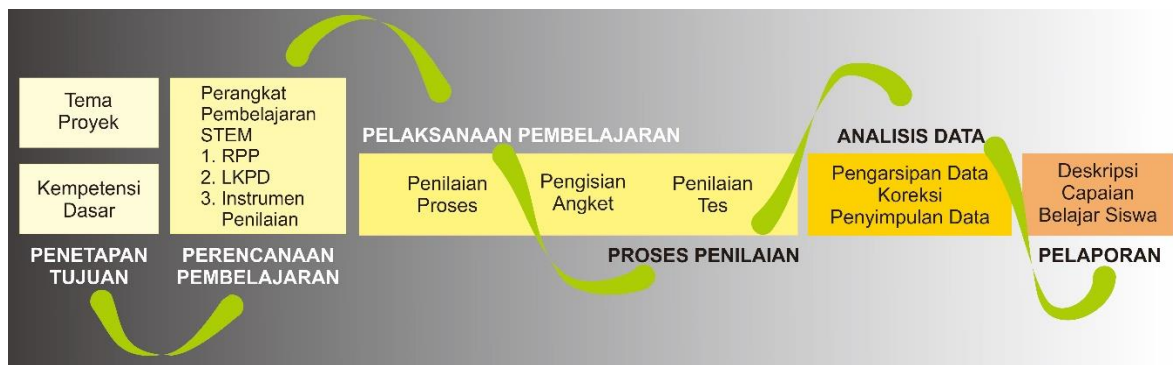 Tema
Proyek
Kempetensi
Dasar
PENETAPAN
TUJUAN
Perangkat
Pembelajaran
STEM
1. RPP
2. LKPD
3. Instrumen
Penilaian
PERENCANAAN
PEMBELAJARAN
PELAKSANAAN PEMBELAJARAN
Penilaian
Proses
Pengisian
Angket
Penilaian
Tes
PROSES PENILAIAN
ANALISIS DATA
Pengarsipan Data
Koreksi
Penyimpulan Data
Deskripsi
Capaian
Belajar Siswa
PELAPORAN